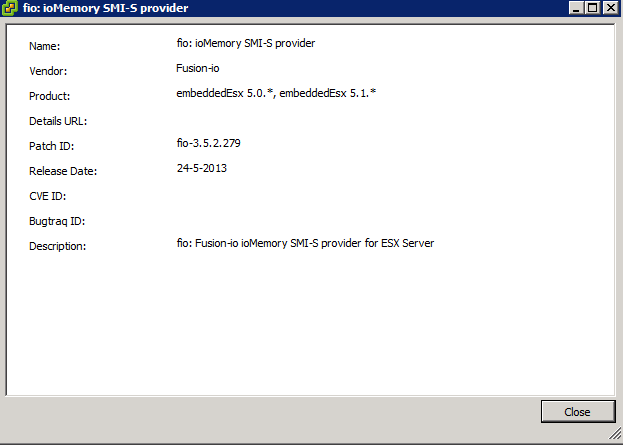 fio: ioMemory SMI-S provider
Name: fio: ioMemory SMI-S provider
Vendor: Fusion-io
Product: embeddedEsx 5.0.*, embeddedEsx 5.1.*
Details URL:
Patch ID: fio-3.5.2.279
Release Date: 24-5-2013
CVE ID:
Bugtraq ID:
Description: fio: Fusion-io ioMemory SMI-S provider for ESX Server
Close